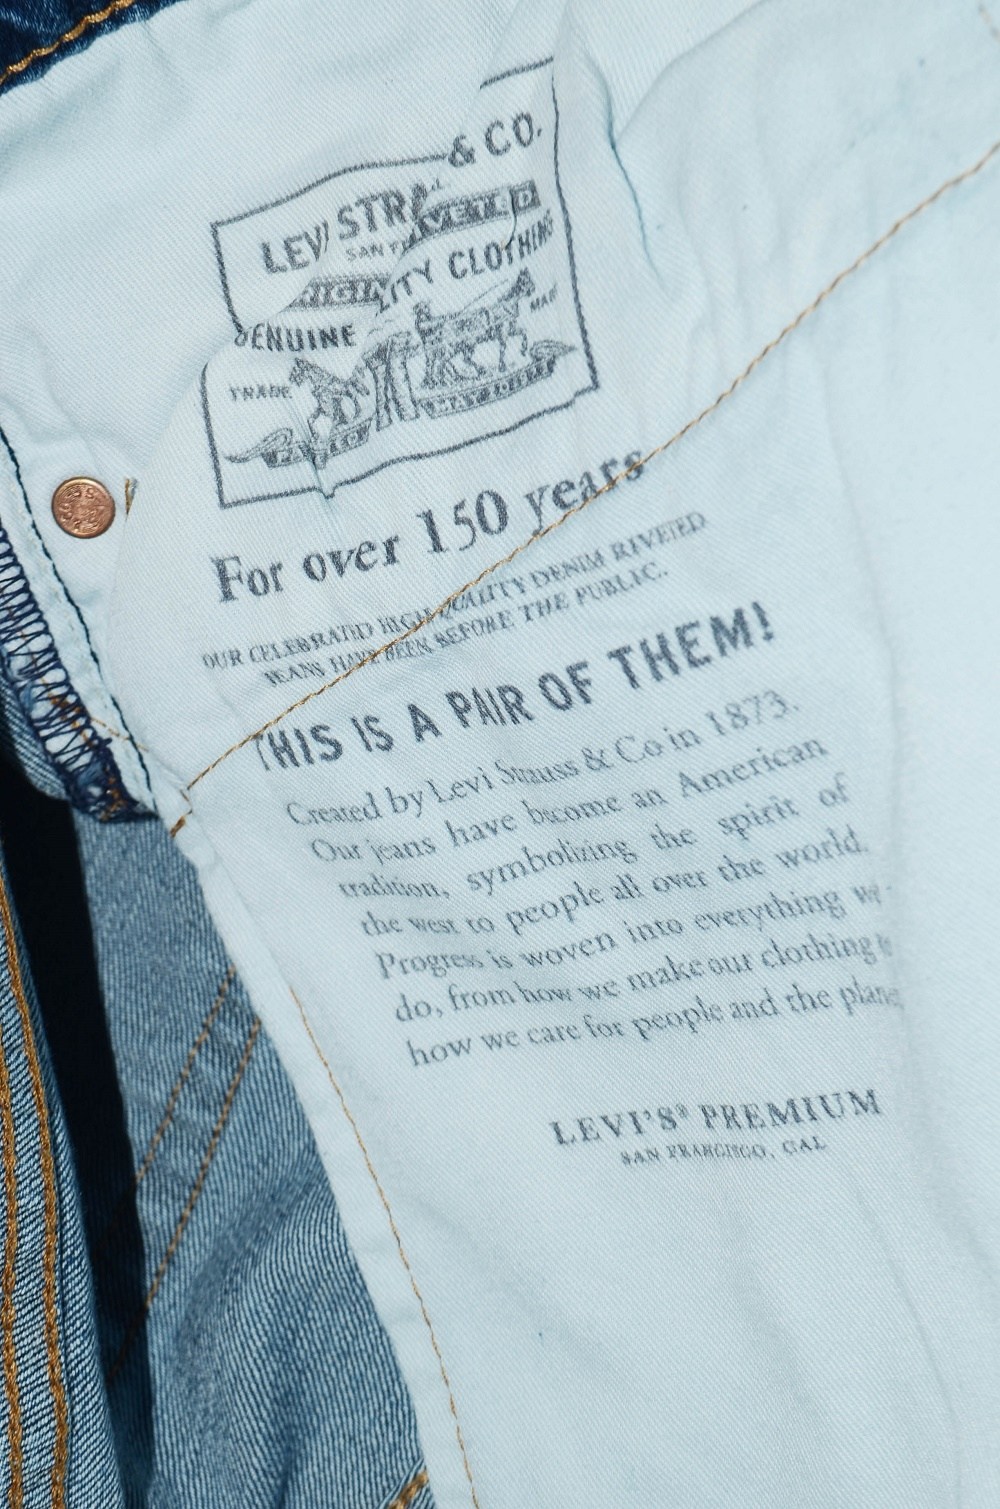 LEVI STRA & CO.
SAN F
RIGIN VETED
GENUINE LITY CLOTHING
TRADE MAR
For over 150 years
OUR CELEBRATED HIGH QUALITY DENIM RIVETED
JEANS HAVE BEEN BEFORE THE PUBLIC.
THIS IS A PAIR OF THEM!
Created by Levi Strauss & Co in 1873.
Our jeans have become an American
tradition, symbolizing the spirit of
the west to people all over the world.
Progress is woven into everything we
do, from how we make our clothing to
how we care for people and the plane
LEVI'S® PREMIUM
SAN FRANCISCO, CAL